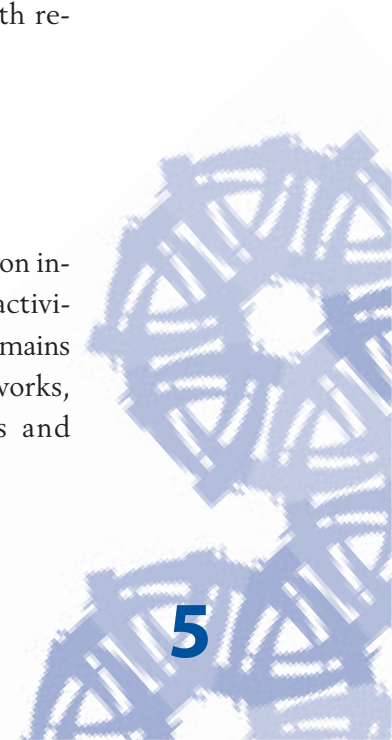 th re-
on in-
activi-
mains
works,
s and
5